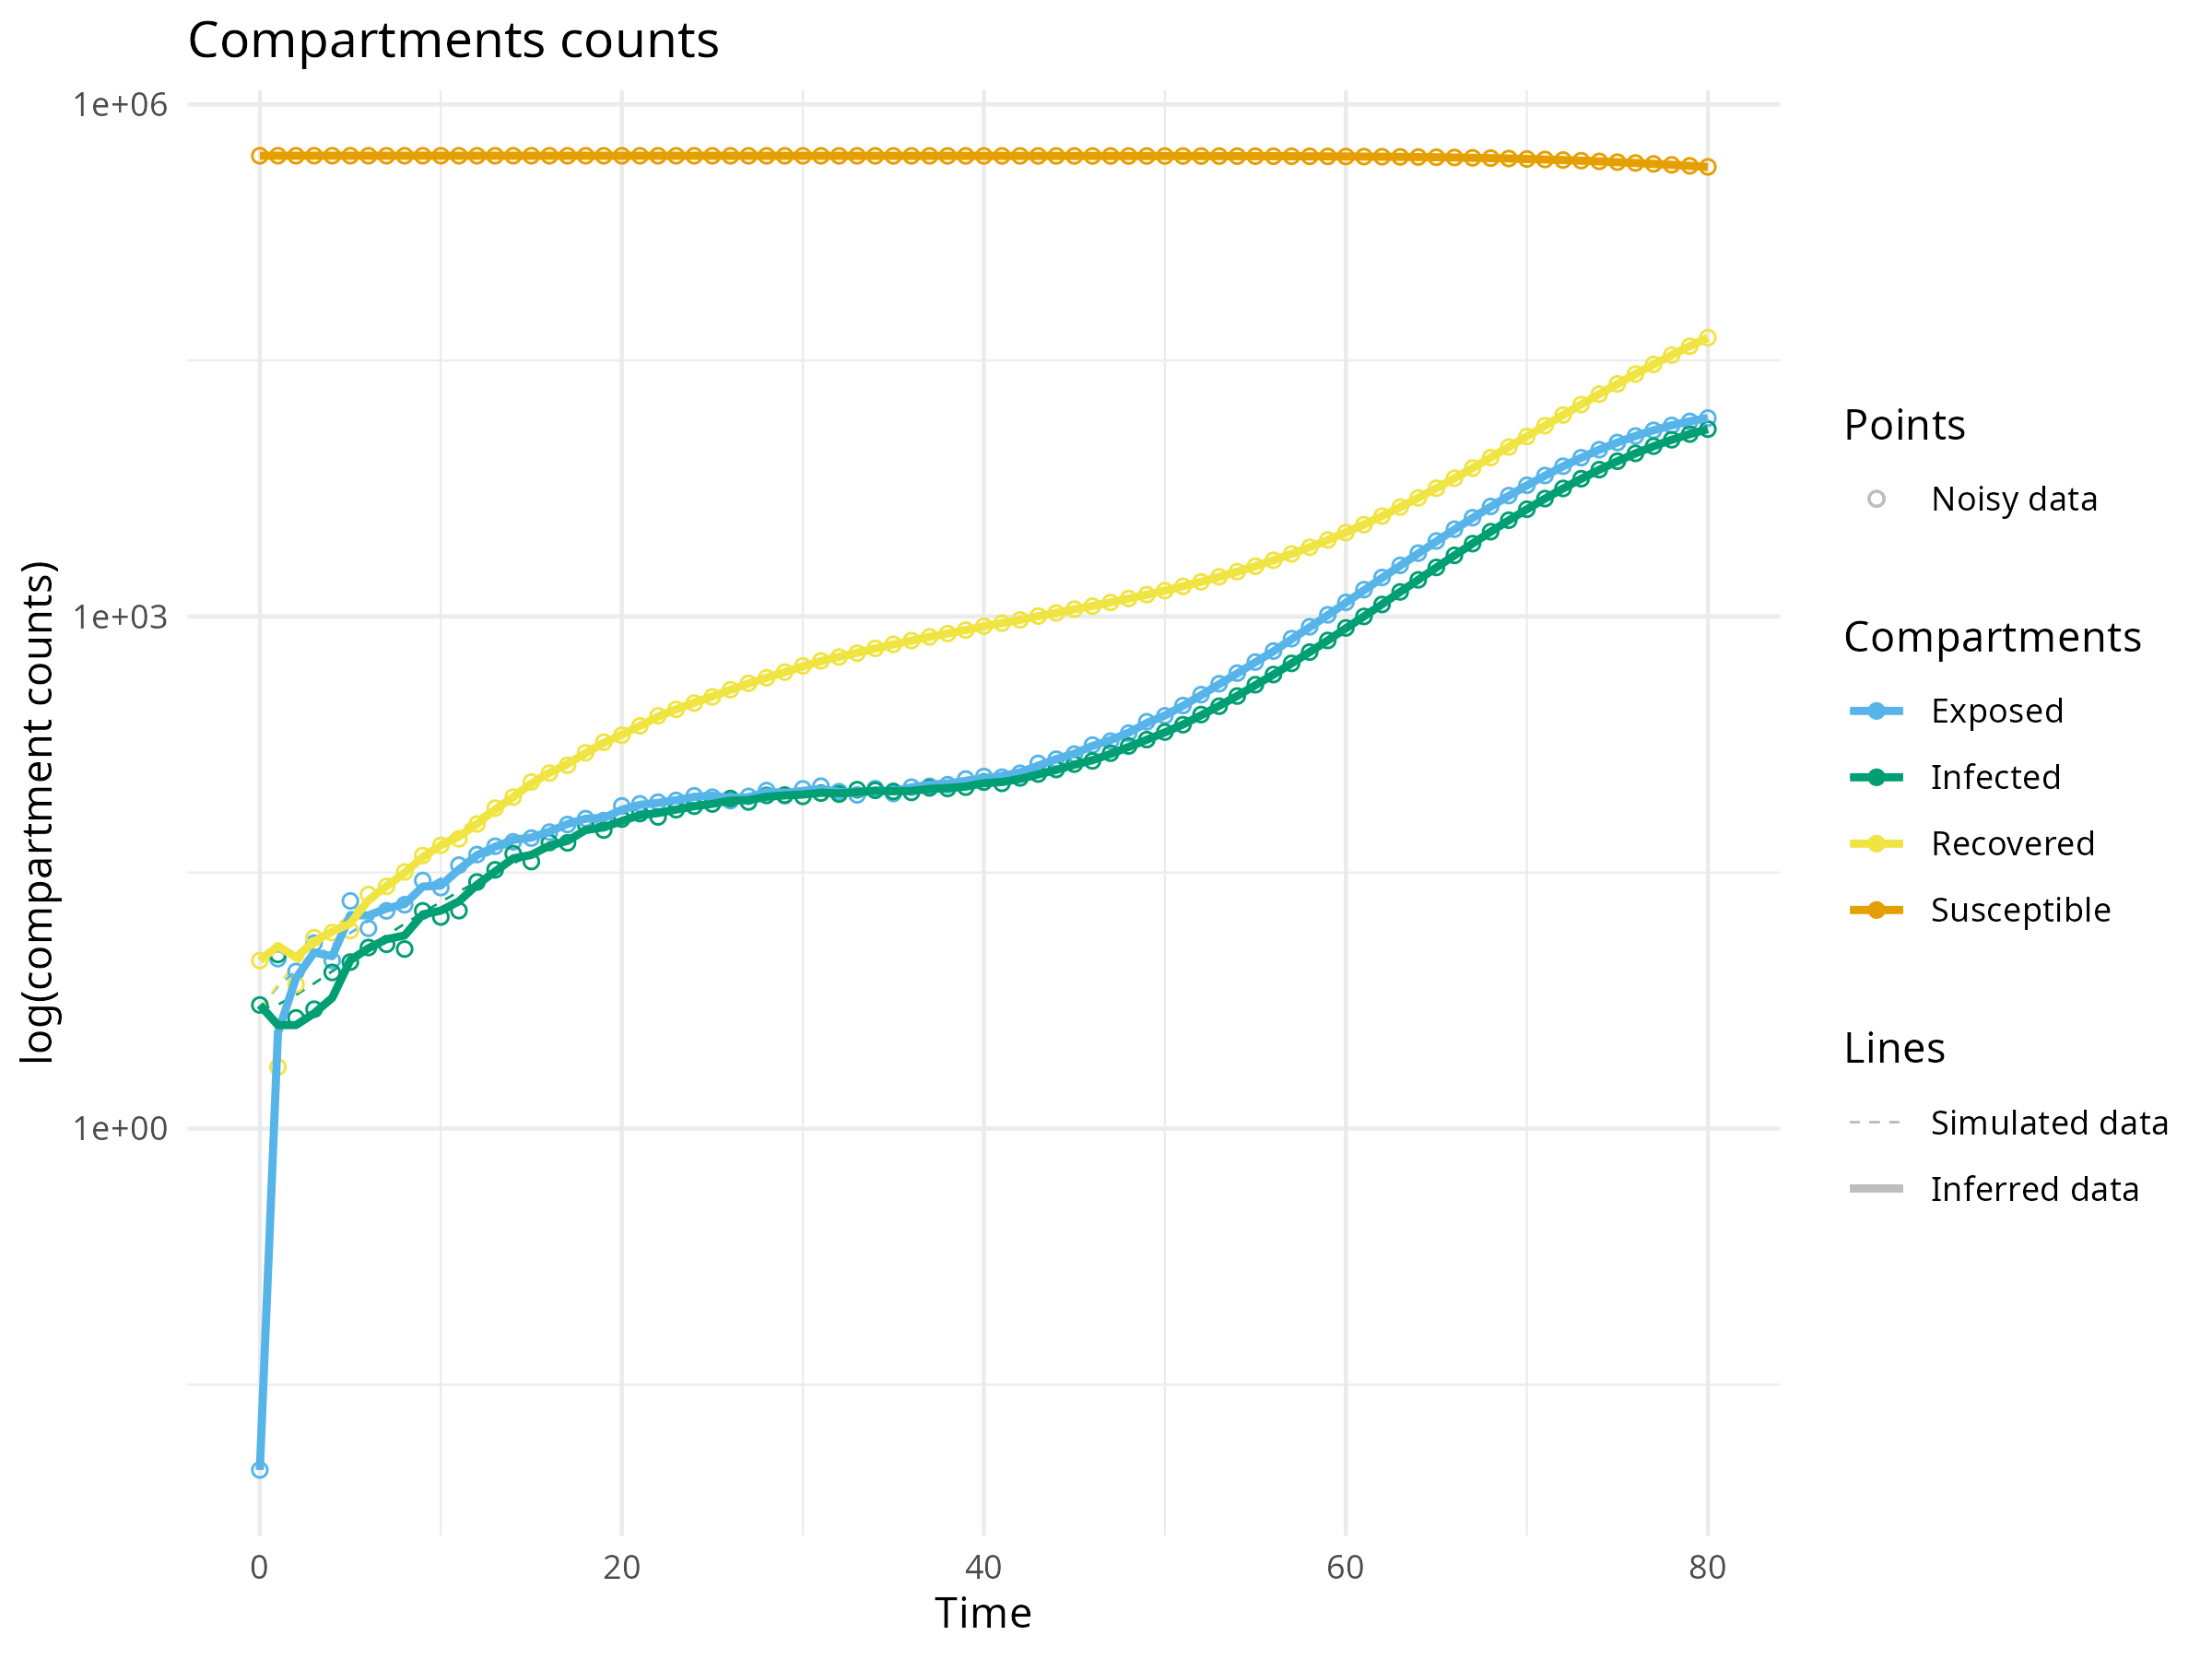 Compartments counts
log(compartment counts)
1e+06
1e+03
1e+00
0 20 40 60 80
Time
Points
Noisy data
Compartments
Exposed
Infected
Recovered
Susceptible
Lines
Simulated data
Inferred data